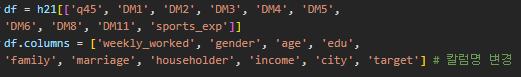 df = h21[['q45', 'DM1', 'DM2', 'DM3', 'DM4', 'DM5',
'DM6', 'DM8', 'DM11', 'sports_exp']]
df.columns = ['weekly_worked', 'gender', 'age', 'edu',
'family', 'marriage', 'householder', 'income', 'city', 'target'] # 칼럼명 변경